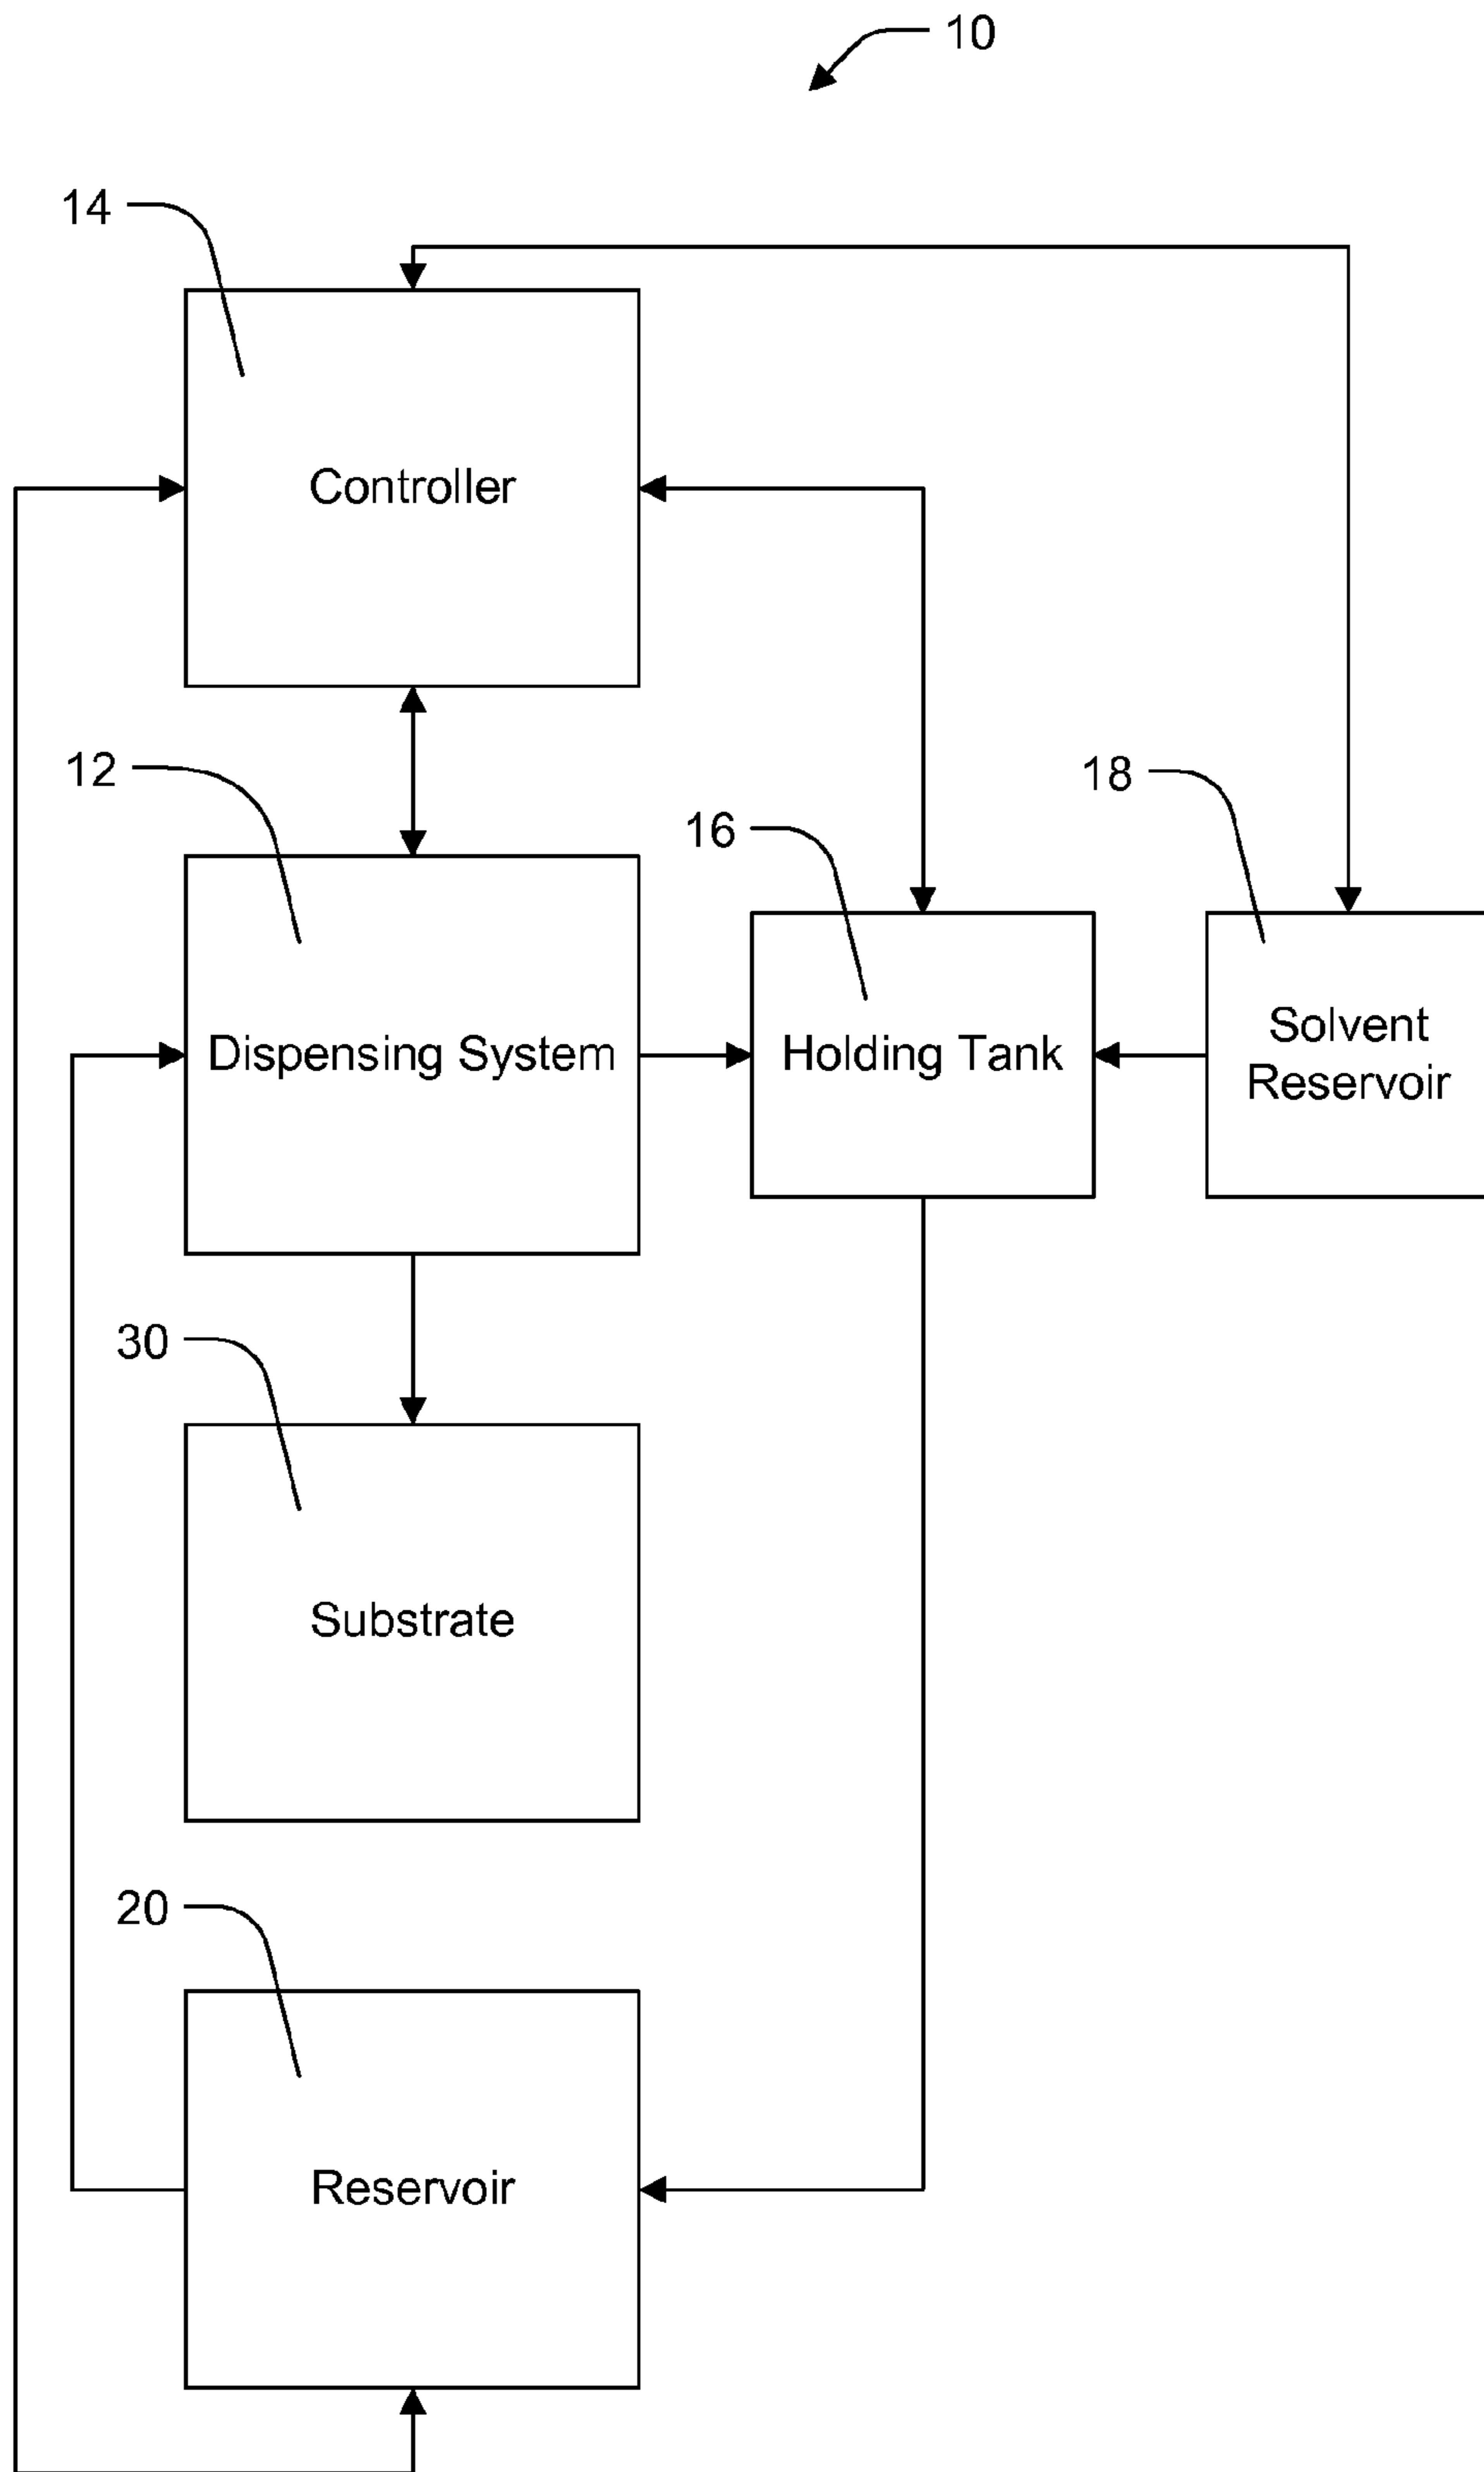 10
14
Controller
12
18
16
Dispensing System
Holding Tank
Solvent
Reservoir
30
Substrate
20
Reservoir